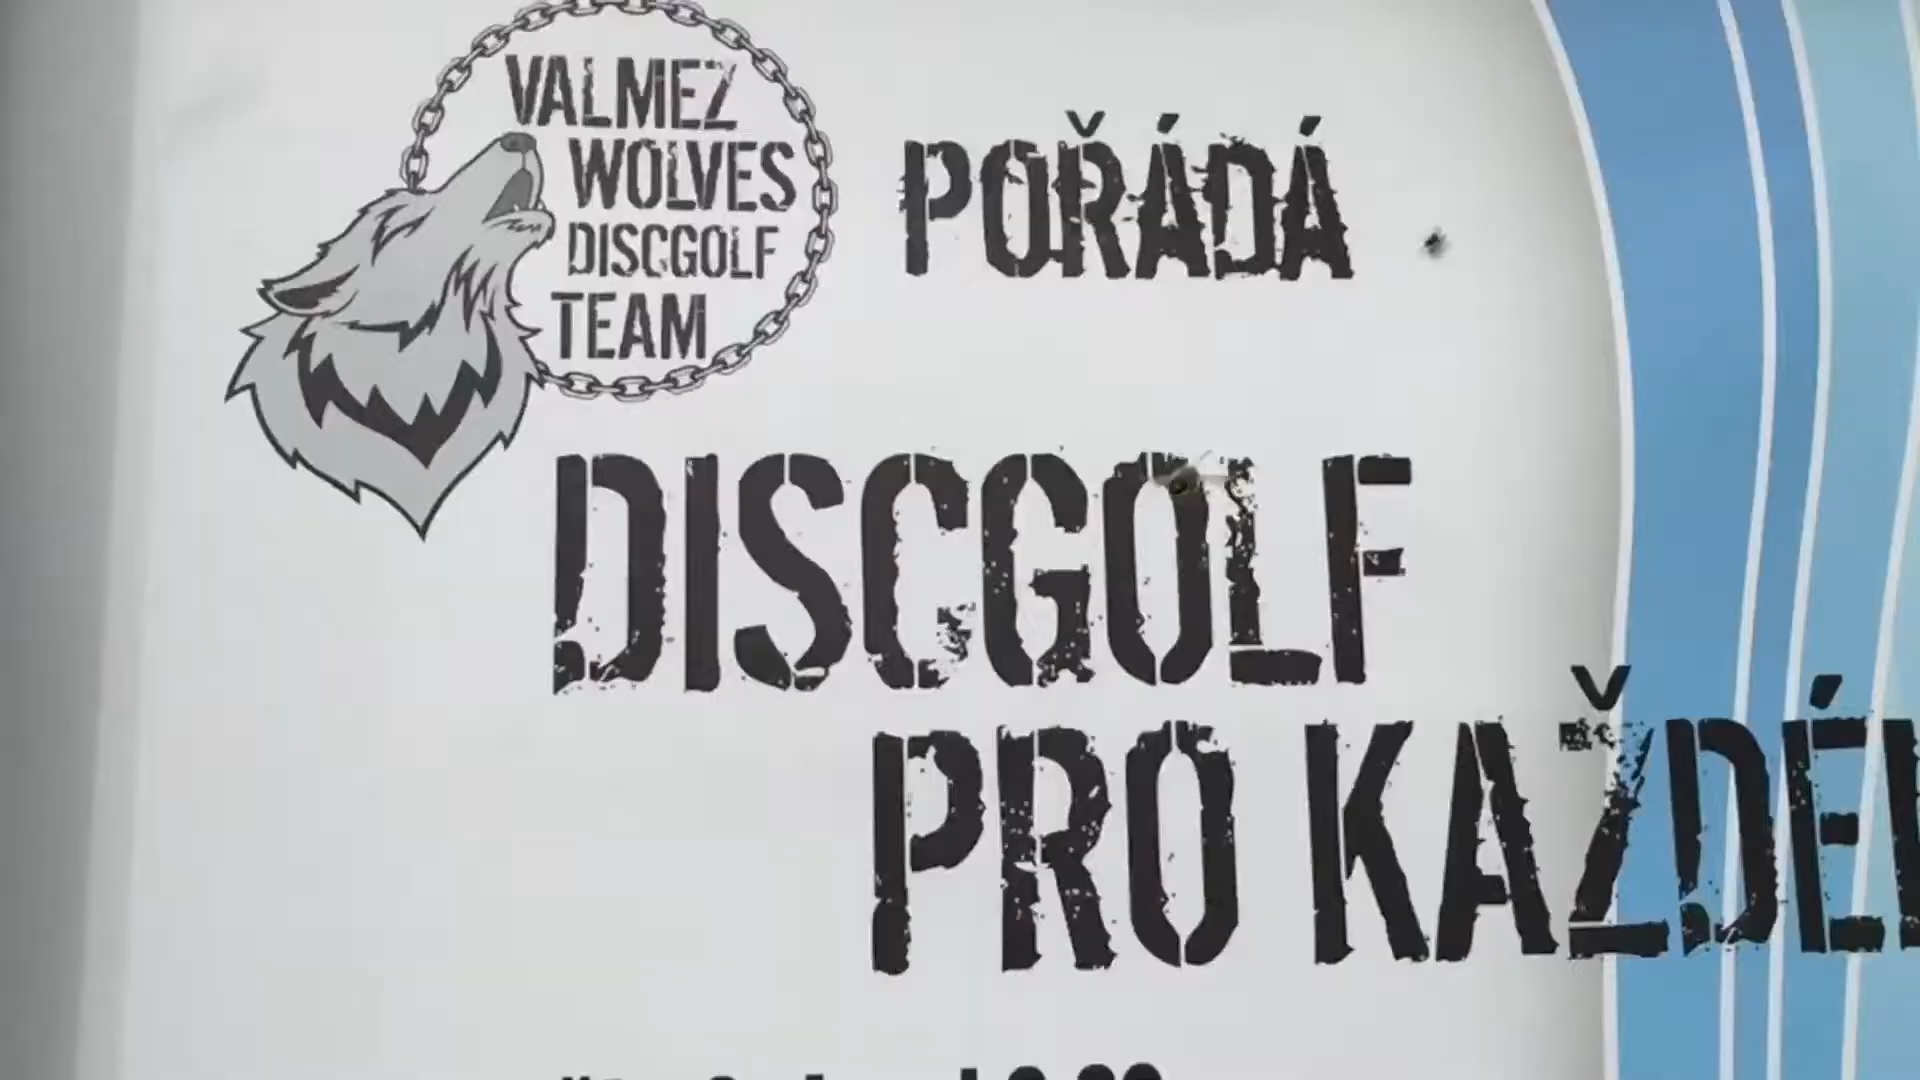 VALMEZ
WOLVES
DISCGOLF
TEAM
POŘÁDÁ
DISCGOLF
PRO KAŽDÉ